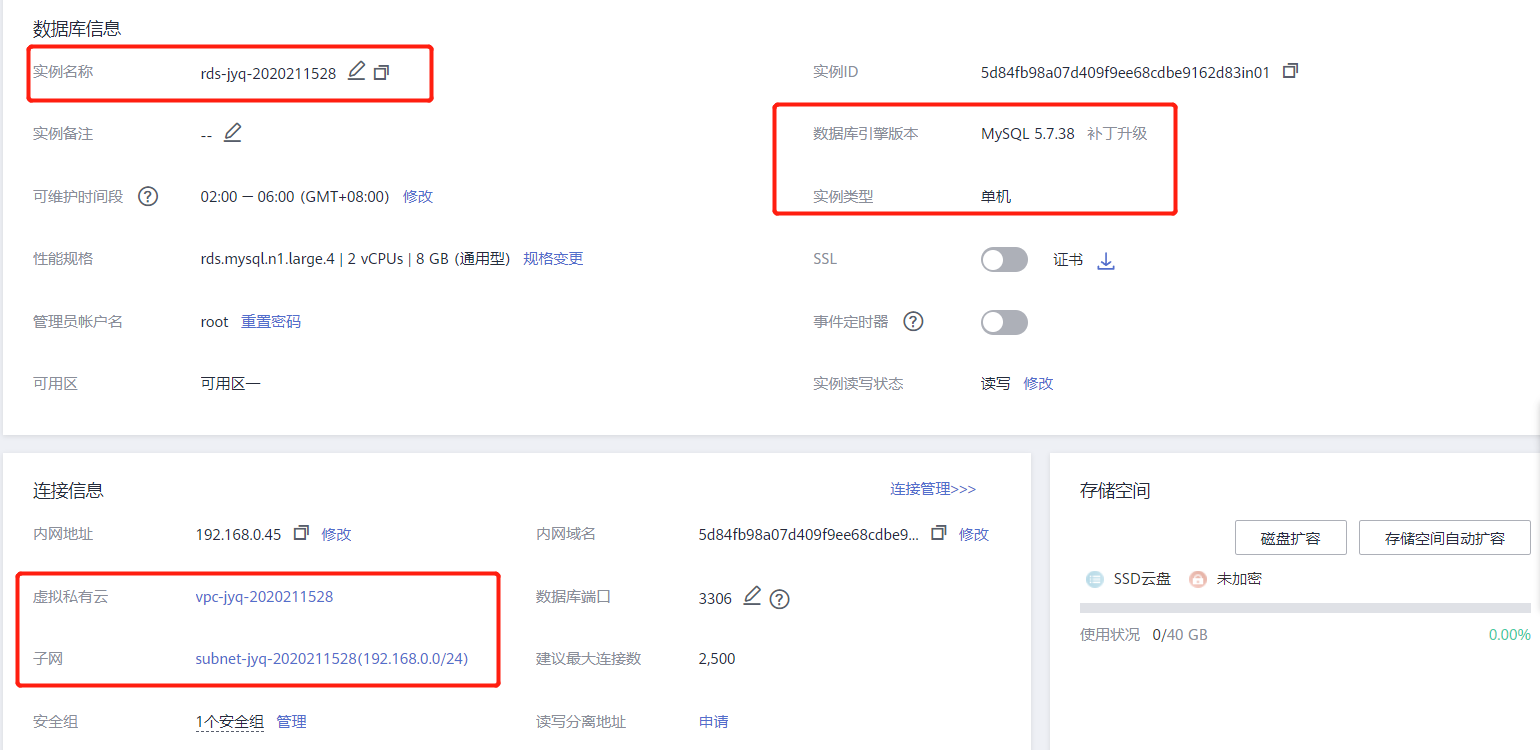 数据库信息
实例名称 rds-jyq-2020211528 实例ID 5d84fb98a07d409f9ee68cdbe9162d83in01
实例备注 -- 数据库引擎版本 MySQL 5.7.38 补丁升级
可维护时间段 ? 02:00 — 06:00 (GMT+08:00) 修改 实例类型 单机
性能规格 rds.mysql.n1.large.4 | 2 vCPUs | 8 GB (通用型) 规格变更 SSL 证书
管理员帐户名 root 重置密码 事件定时器 ?
可用区 可用区一 实例读写状态 读写 修改
连接信息 连接管理>>>
内网地址 192.168.0.45 修改 内网域名 5d84fb98a07d409f9ee68cdbe9... 修改
虚拟私有云 vpc-jyq-2020211528 数据库端口 3306 ?
子网 subnet-jyq-2020211528(192.168.0.0/24) 建议最大连接数 2,500
安全组 1个安全组 管理 读写分离地址 申请
存储空间
磁盘扩容 存储空间自动扩容
SSD云盘 未加密
使用状况 0/40 GB 0.00%